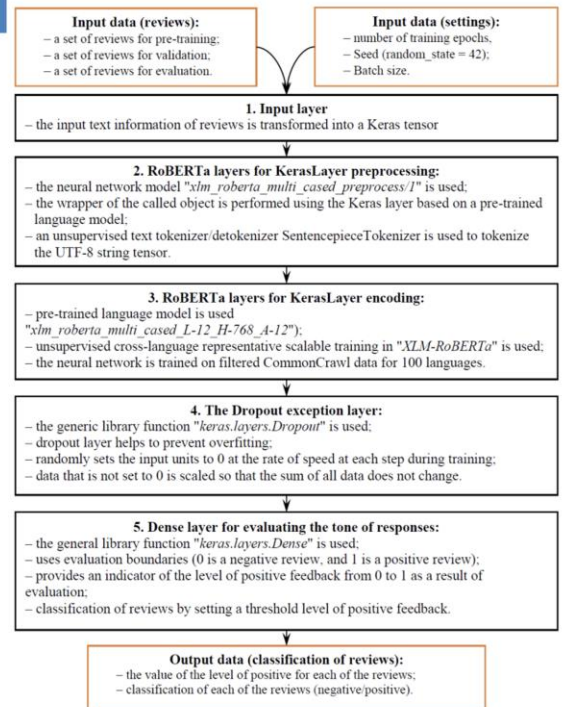 Input data (reviews):
– a set of reviews for pre-training;
– a set of reviews for validation;
– a set of reviews for evaluation.
Input data (settings):
– number of training epochs,
– Seed (random_state = 42);
– Batch size.
1. Input layer
– the input text information of reviews is transformed into a Keras tensor
2. RoBERTa layers for KerasLayer preprocessing:
– the neural network model "xlm_roberta_multi_cased_preprocess/1" is used;
– the wrapper of the called object is performed using the Keras layer based on a pre-trained
language model;
– an unsupervised text tokenizer/detokenizer SentencepieceTokenizer is used to tokenize
the UTF-8 string tensor.
3. RoBERTa layers for KerasLayer encoding:
– pre-trained language model is used
"xlm_roberta_multi_cased_L-12_H-768_A-12");
– unsupervised cross-language representative scalable training in "XLM-RoBERTa" is used;
– the neural network is trained on filtered CommonCrawl data for 100 languages.
4. The Dropout exception layer:
– the generic library function "keras.layers.Dropout" is used;
– dropout layer helps to prevent overfitting;
– randomly sets the input units to 0 at the rate of speed at each step during training;
– data that is not set to 0 is scaled so that the sum of all data does not change.
5. Dense layer for evaluating the tone of responses:
– the general library function "keras.layers.Dense" is used;
– uses evaluation boundaries (0 is a negative review, and 1 is a positive review);
– provides an indicator of the level of positive feedback from 0 to 1 as a result of
evaluation;
– classification of reviews by setting a threshold level of positive feedback.
Output data (classification of reviews):
– the value of the level of positive for each of the reviews;
– classification of each of the reviews (negative/positive).